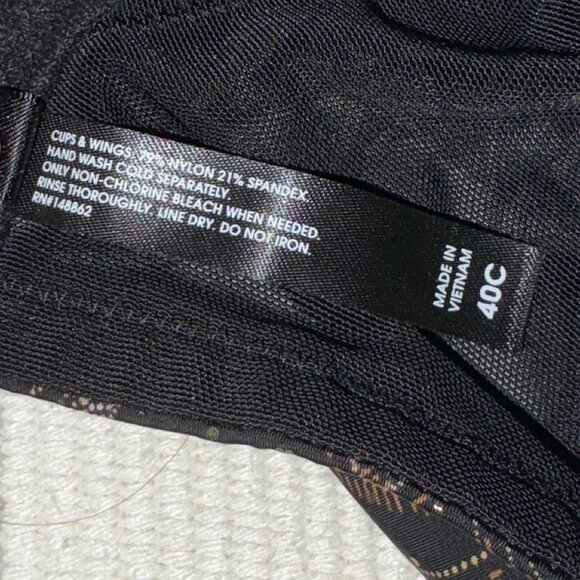 CUPS & WINGS: 79% NYLON 21% SPANDEX.
HAND WASH COLD SEPARATELY.
ONLY NON-CHLORINE BLEACH WHEN NEEDED.
RINSE THOROUGHLY. LINE DRY. DO NOT IRON.
RN#148862
MADE IN
VIETNAM
40C